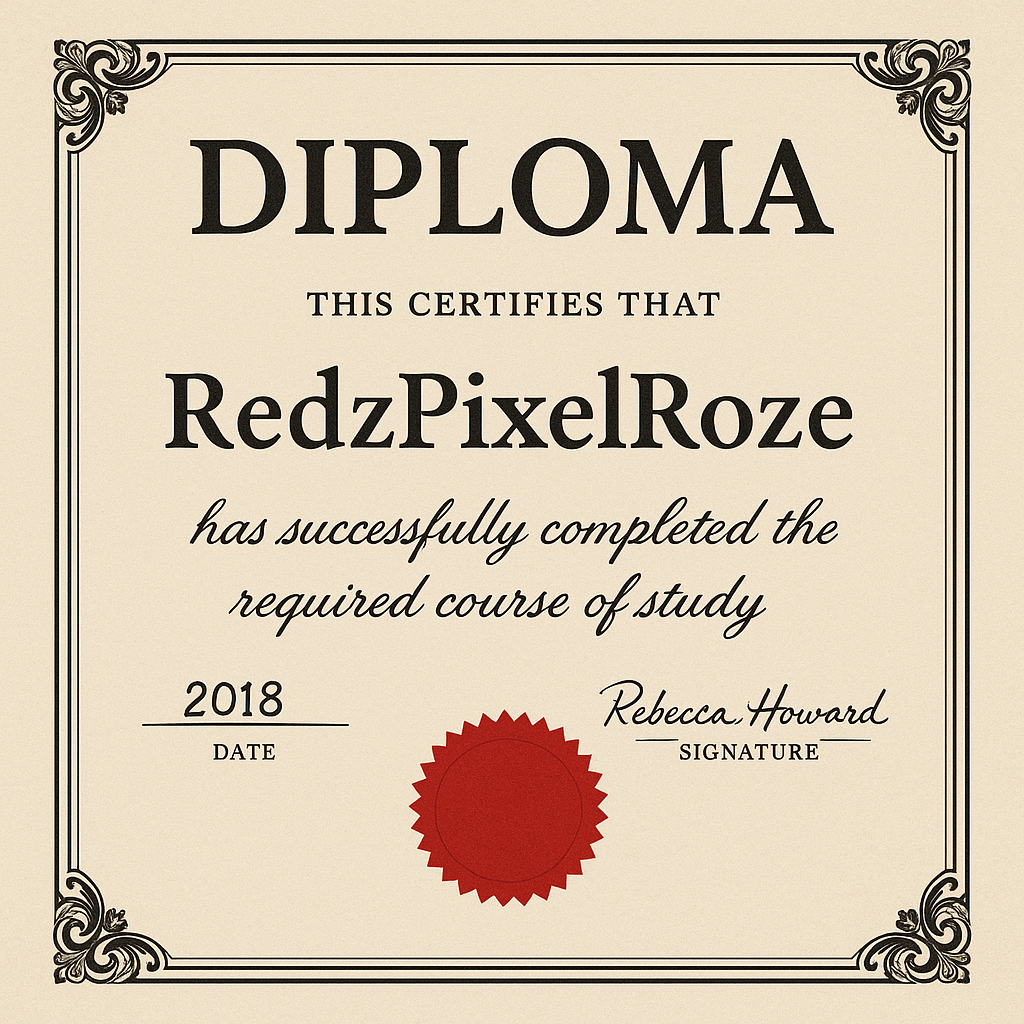 DIPLOMA
THIS CERTIFIES THAT
RedzPixelRoze
has successfully completed the
required course of study
2018
DATE
Rebecca Howard
SIGNATURE